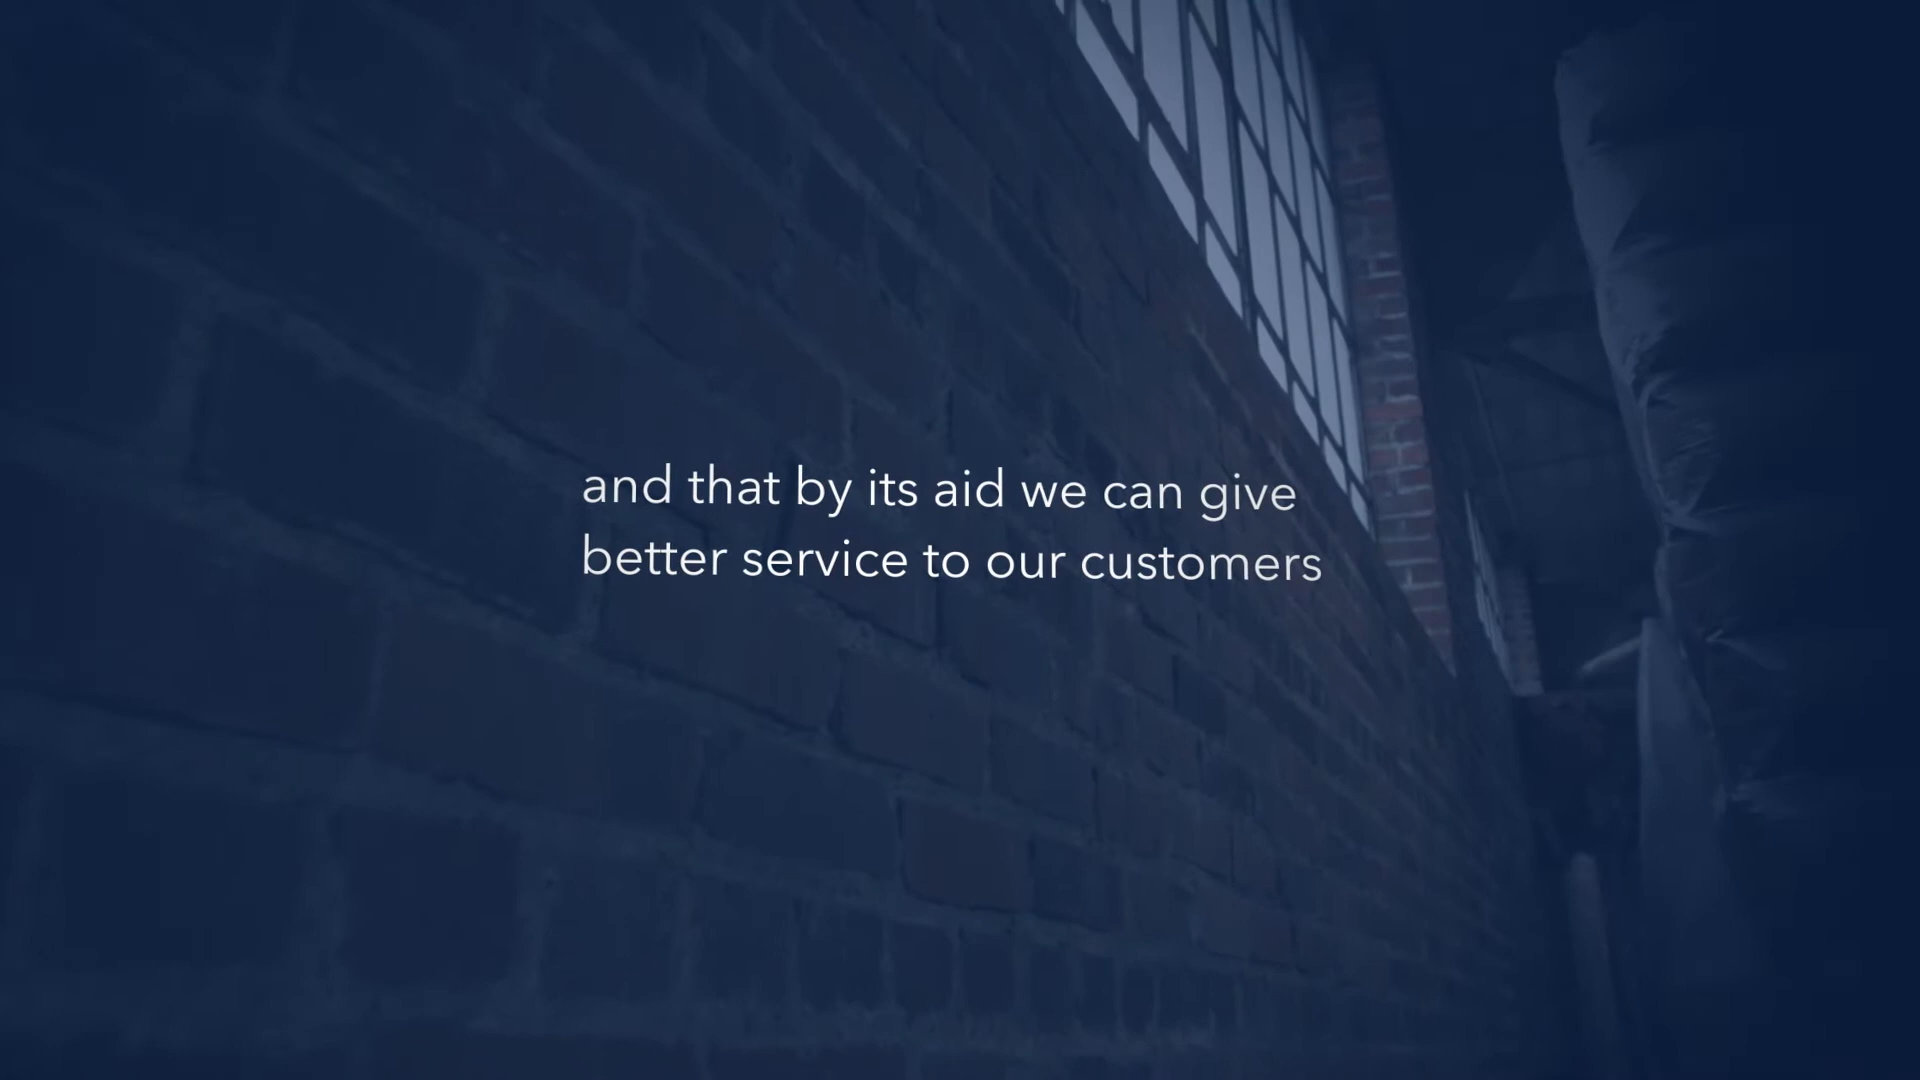 and that by its aid we can give
better service to our customers